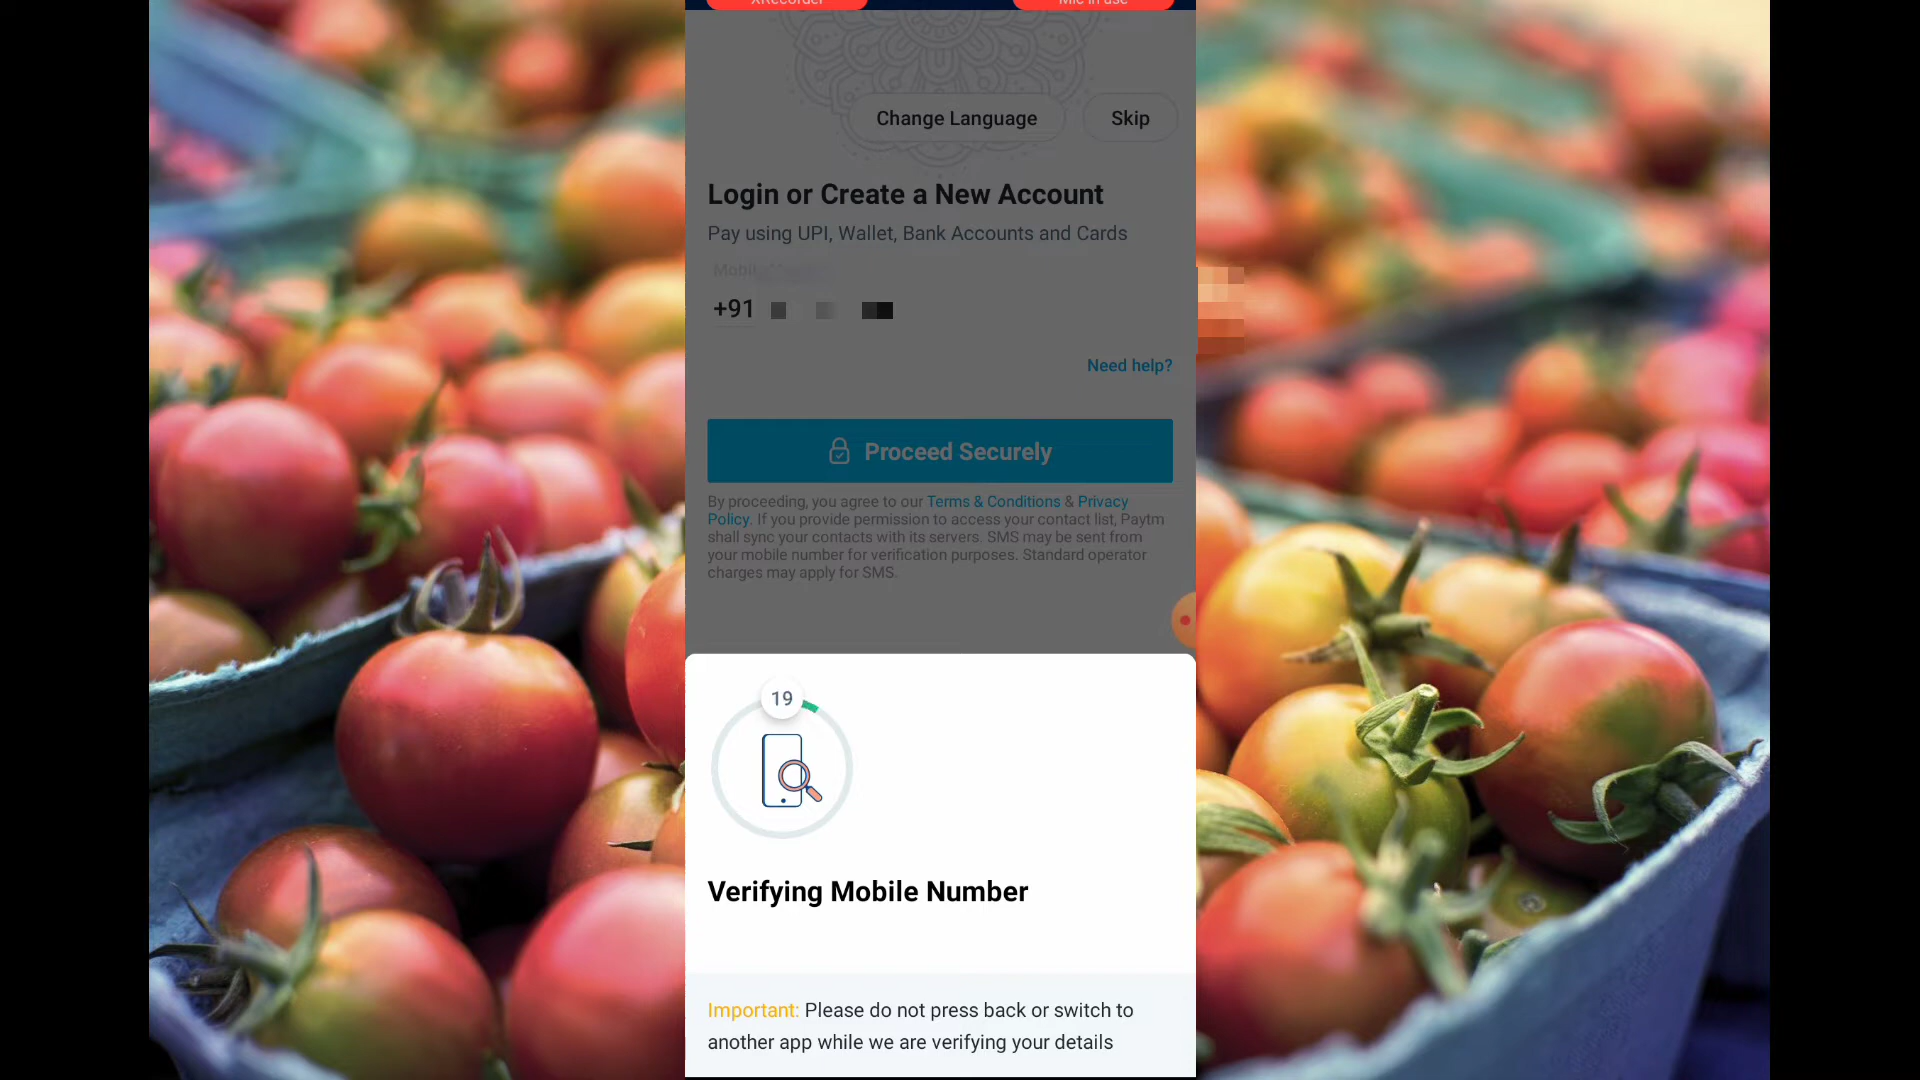 XRecorder
Mic in use
Change Language
Skip
Login or Create a New Account
Pay using UPI, Wallet, Bank Accounts and Cards
+91
Need help?
Proceed Securely
By proceeding, you agree to our Terms & Conditions & Privacy
Policy. If you provide permission to access your contact list, Paytm
shall sync your contacts with its servers. SMS may be sent from
your mobile number for verification purposes. Standard operator
charges may apply for SMS.
19
Verifying Mobile Number
Important: Please do not press back or switch to
another app while we are verifying your details